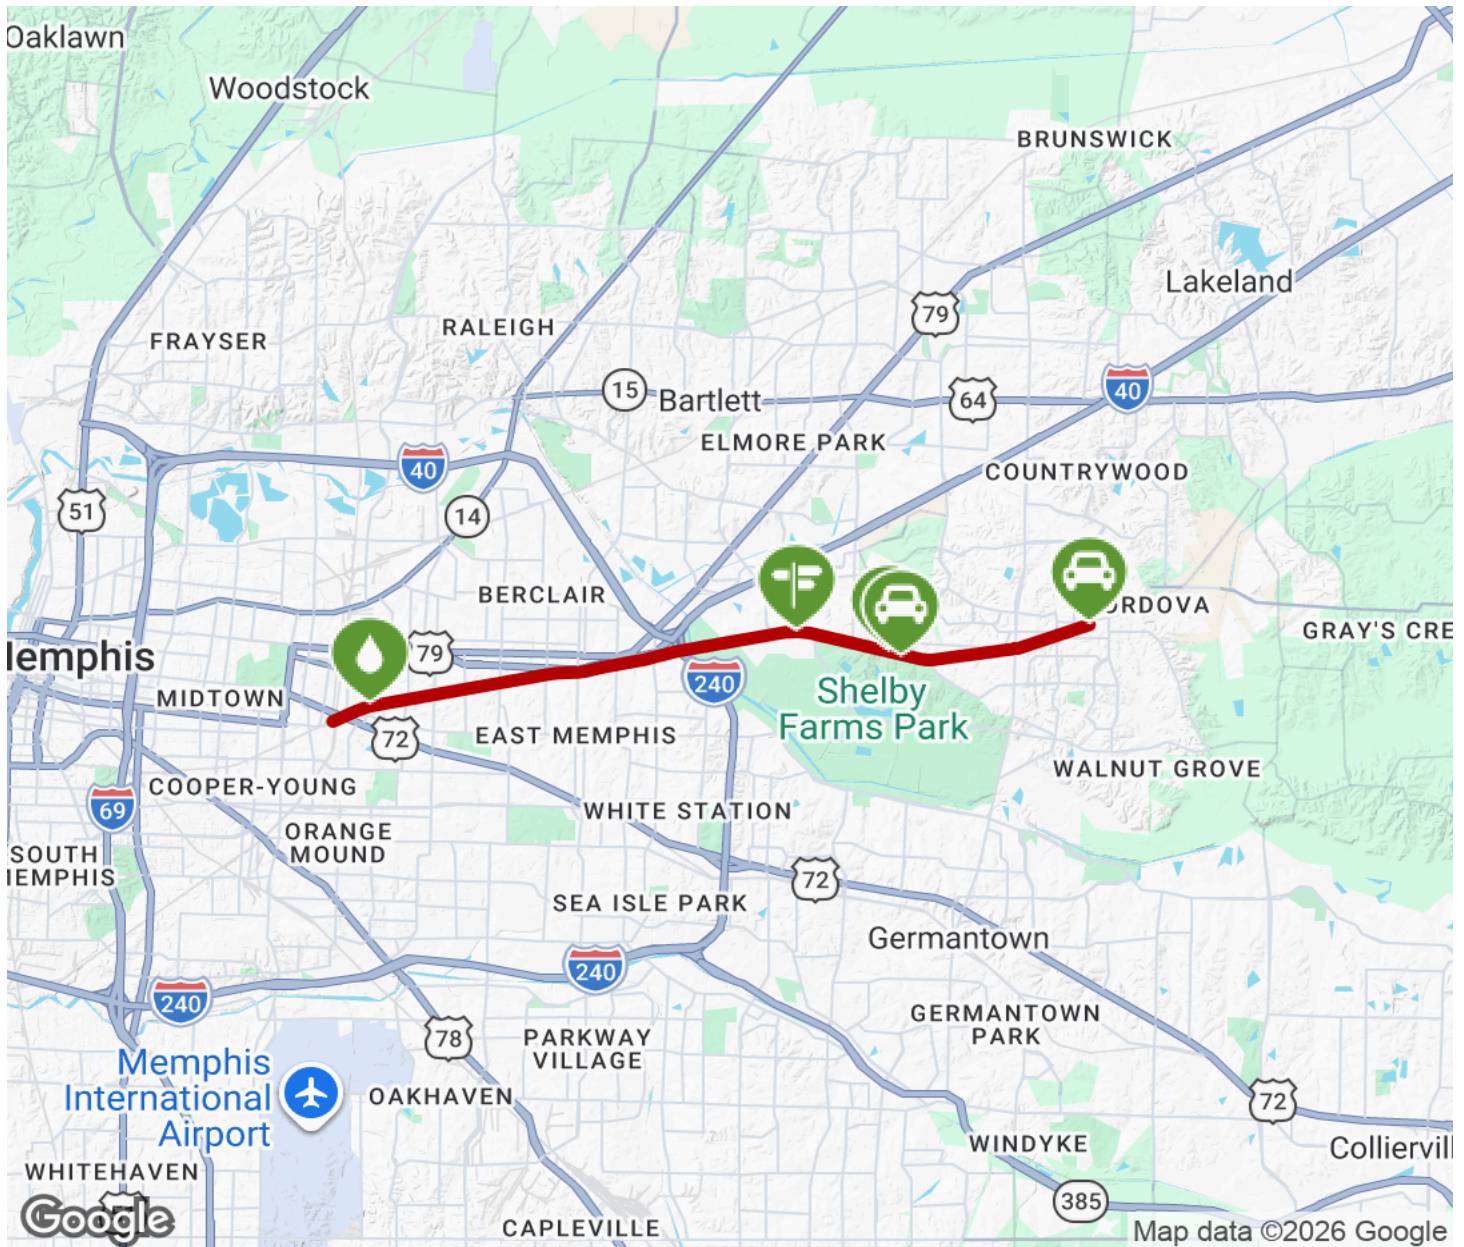 Oaklawn
Woodstock
BRUNSWICK
Lakeland
79
RALEIGH
FRAYSER
15
Bartlett
64
40
ELMORE PARK
40
COUNTRYWOOD
51
14
BERCLAIR
ORDOVA
GRAY'S CRE
79
lemphis
MIDTOWN
240
Shelby
Farms Park
72
EAST MEMPHIS
WALNUT GROVE
COOPER-YOUNG
69
WHITE STATION
ORANGE
MOUND
SOUTH
MEMPHIS
72
SEA ISLE PARK
Germantown
240
240
GERMANTOWN
PARK
78
PARKWAY
VILLAGE
Memphis
International
Airport
OAKHAVEN
72
WINDYKE
Colliervil
WHITEHAVEN
385
Google
CAPLEVILLE
Map data ©2026 Google